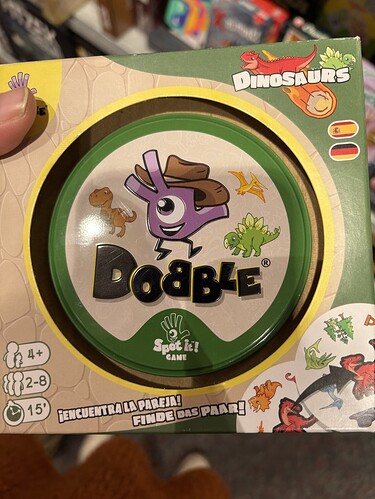 DINOSAURS
DOBBLE®
Spot it!
GAME
4+
2-8
15'
¡ENCUENTRA LA PAREJA!
FINDE DAS PAAR!